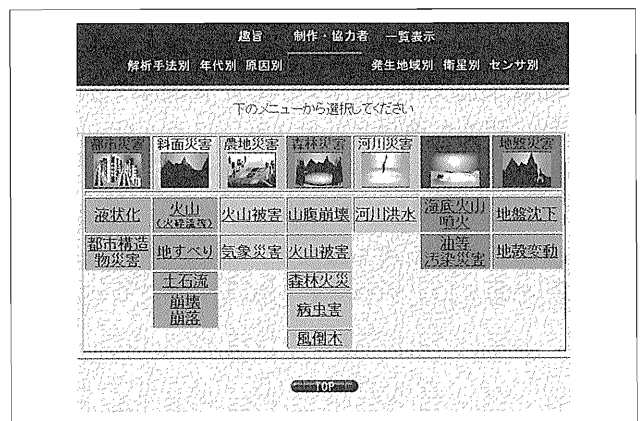 趣旨 制作・協力者 一覧表示
解析手法別 年代別 原因別 発生地域別 衛星別 センサ別
下のメニューから選択してください
都市災害 斜面災害 農地災害 森林災害 河川災害 地殻災害
液状化 火山(火砕流等) 火山被害 山腹崩壊 河川洪水 海底火山噴火 地盤沈下
都市構造物災害 地すべり 気象災害 火山被害 油等汚染災害 地殻変動
土石流 森林火災
崩壊崩落 病虫害
風倒木
TOP